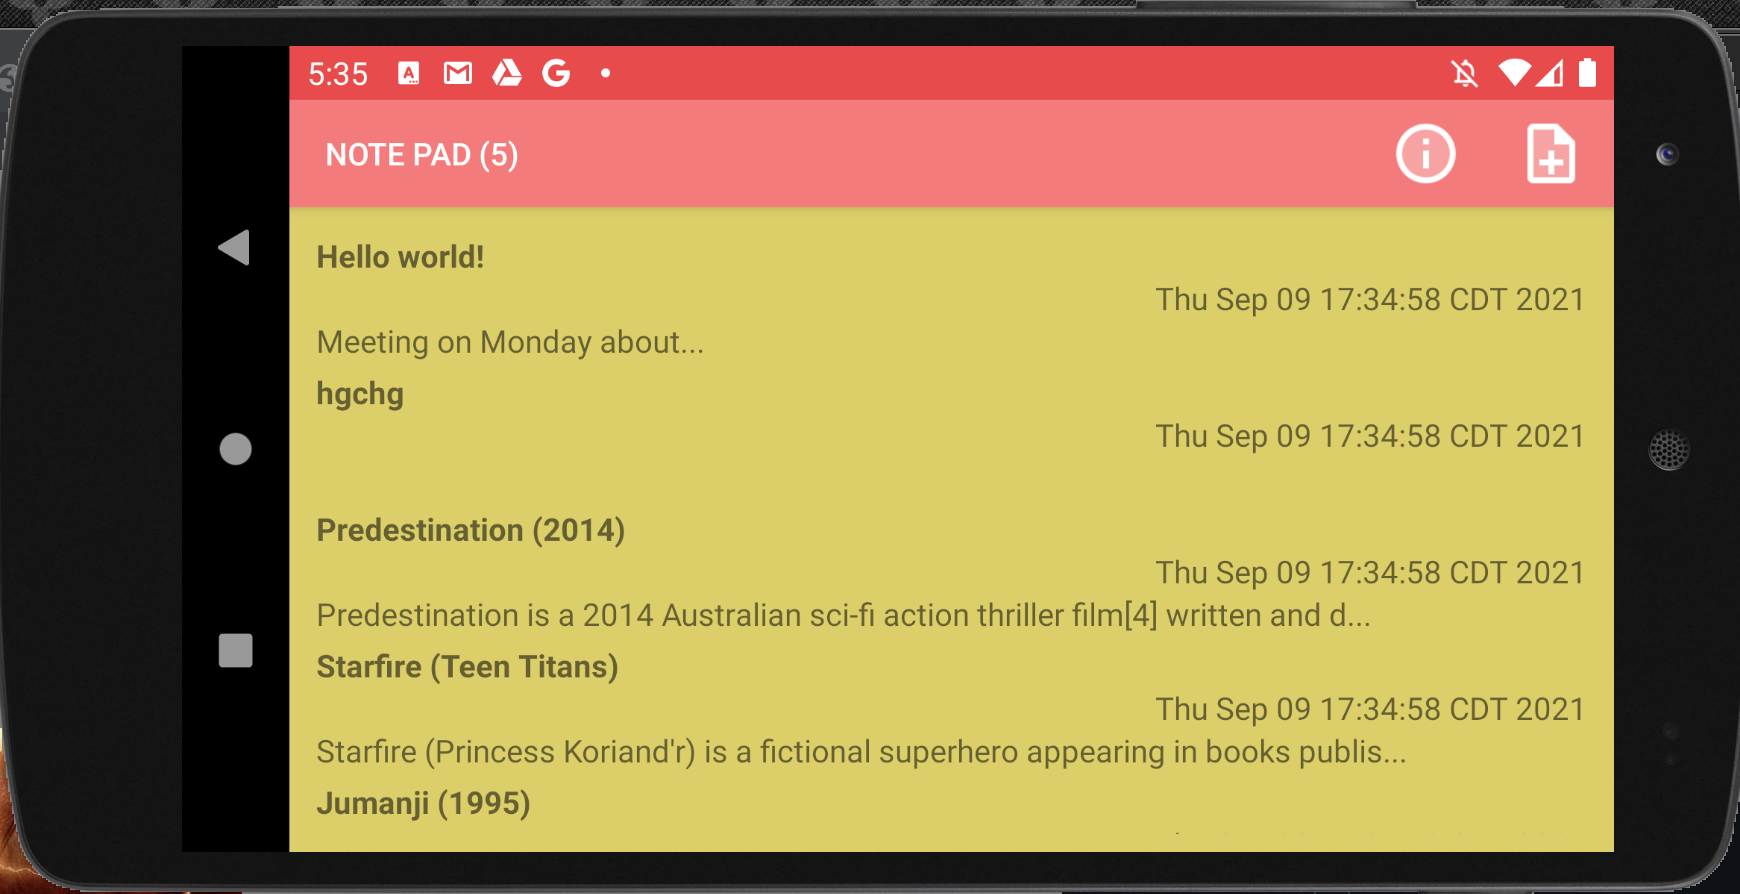 5:35
NOTE PAD (5)
Hello world!
Thu Sep 09 17:34:58 CDT 2021
Meeting on Monday about...
hgchg
Thu Sep 09 17:34:58 CDT 2021
Predestination (2014)
Thu Sep 09 17:34:58 CDT 2021
Predestination is a 2014 Australian sci-fi action thriller film[4] written and d...
Starfire (Teen Titans)
Thu Sep 09 17:34:58 CDT 2021
Starfire (Princess Koriand'r) is a fictional superhero appearing in books publis...
Jumanji (1995)